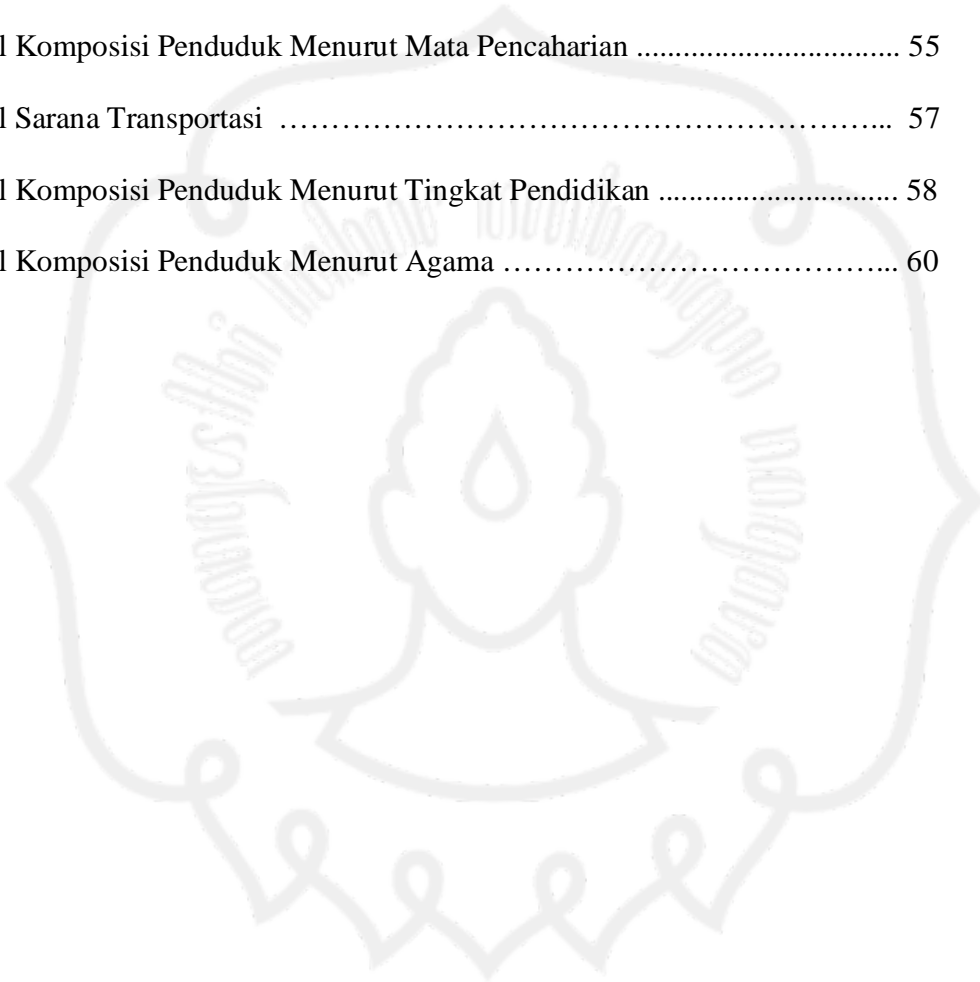 l Komposisi Penduduk Menurut Mata Pencaharian .................................. 55
l Sarana Transportasi …………………………………………………... 57
l Komposisi Penduduk Menurut Tingkat Pendidikan ............................... 58
l Komposisi Penduduk Menurut Agama ………………………………... 60